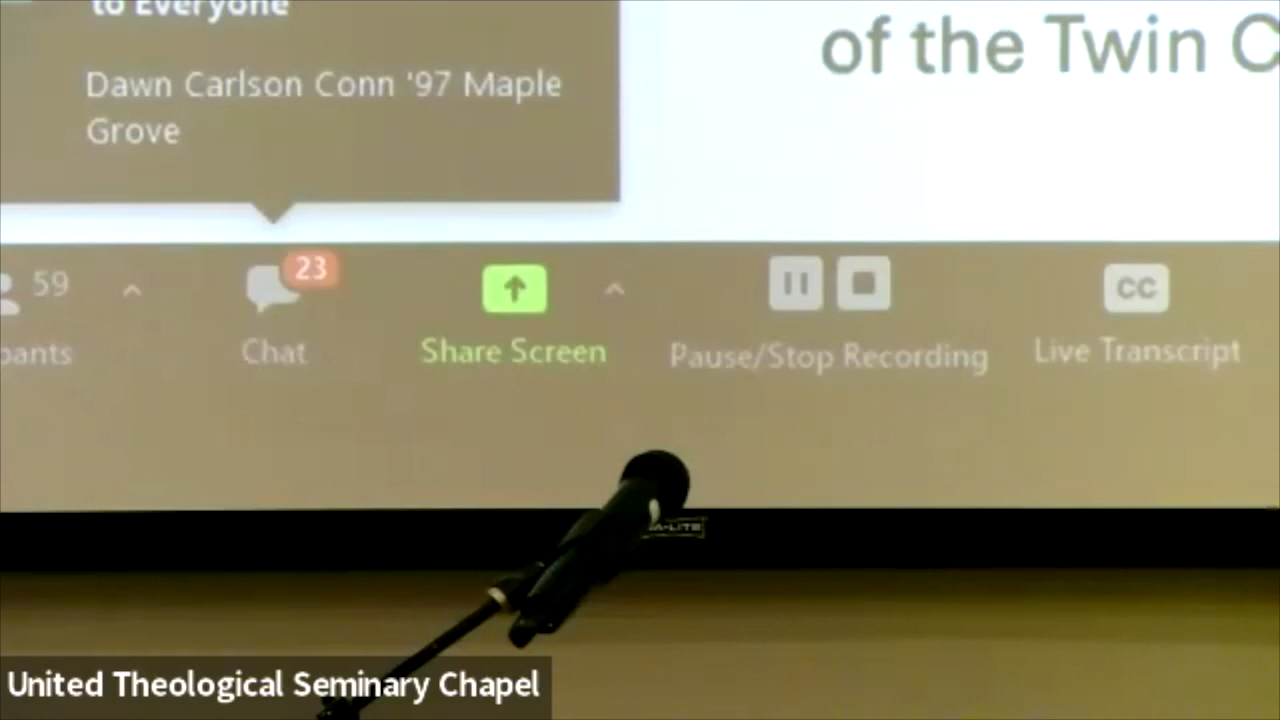 to Everyone
of the Twin
Dawn Carlson Conn '97 Maple
Grove
59
23
CC
Chat
Share Screen
Pause/Stop Recording
Live Transcript
United Theological Seminary Chapel